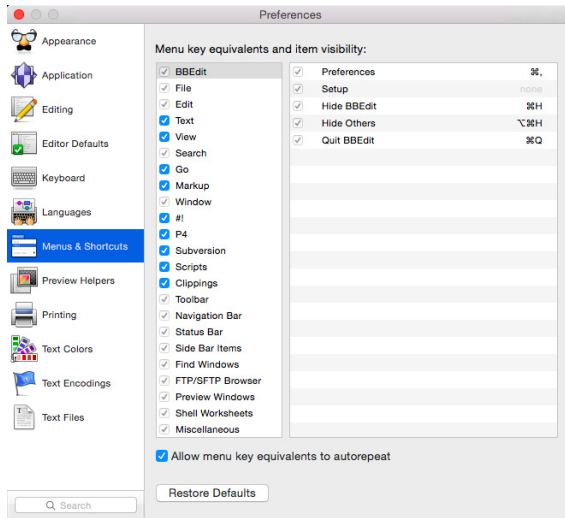 Preferences
Appearance
Application
Editing
Editor Defaults
Keyboard
Languages
Menus & Shortcuts
Preview Helpers
Printing
Text Colors
Text Encodings
Text Files
Search
Menu key equivalents and item visibility:
BBEdit
File
Edit
Text
View
Search
Go
Markup
Window
#!
P4
Subversion
Scripts
Clippings
Toolbar
Navigation Bar
Status Bar
Side Bar Items
Find Windows
FTP/SFTP Browser
Preview Windows
Shell Worksheets
Miscellaneous
Preferences ⌘,
Setup none
Hide BBEdit ⌘H
Hide Others ⌥⌘H
Quit BBEdit ⌘Q
Allow menu key equivalents to autorepeat
Restore Defaults